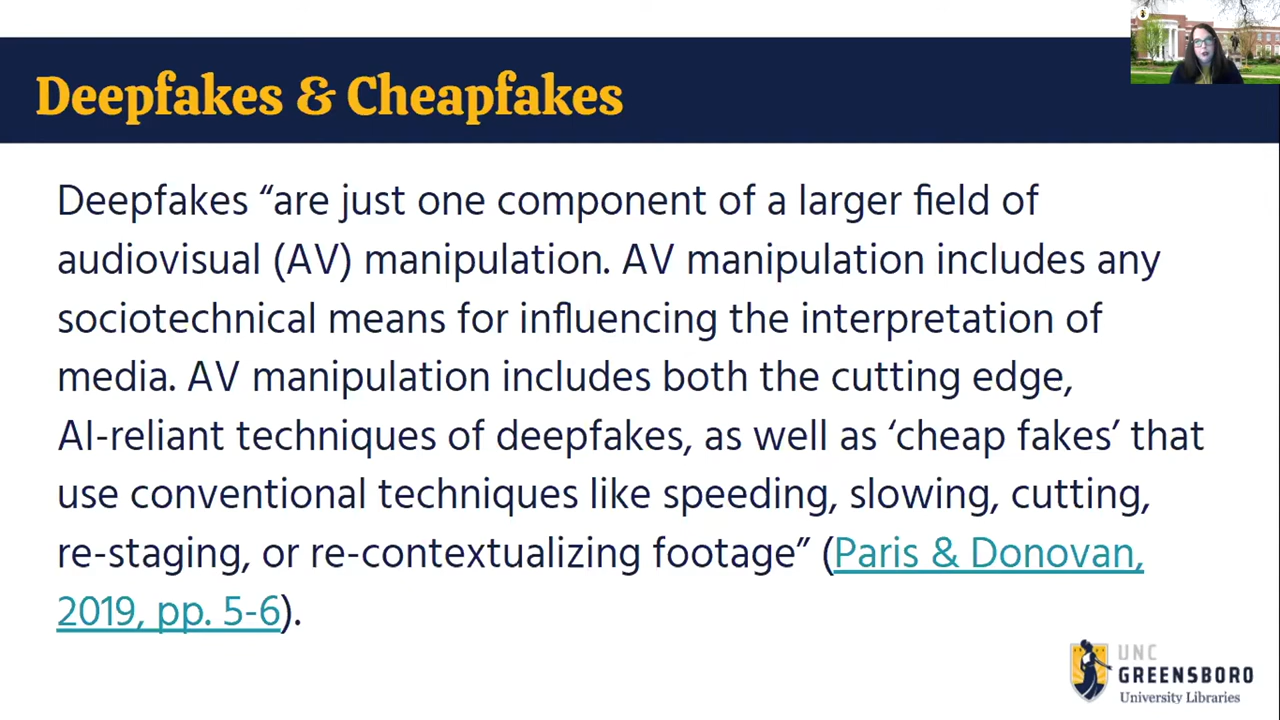 Deepfakes & Cheapfakes
Deepfakes “are just one component of a larger field of
audiovisual (AV) manipulation. AV manipulation includes any
sociotechnical means for influencing the interpretation of
media. AV manipulation includes both the cutting edge,
AI-reliant techniques of deepfakes, as well as ‘cheap fakes’ that
use conventional techniques like speeding, slowing, cutting,
re-staging, or re-contextualizing footage” (Paris & Donovan,
2019, pp. 5-6).
UNC
GREENSBORO
University Libraries